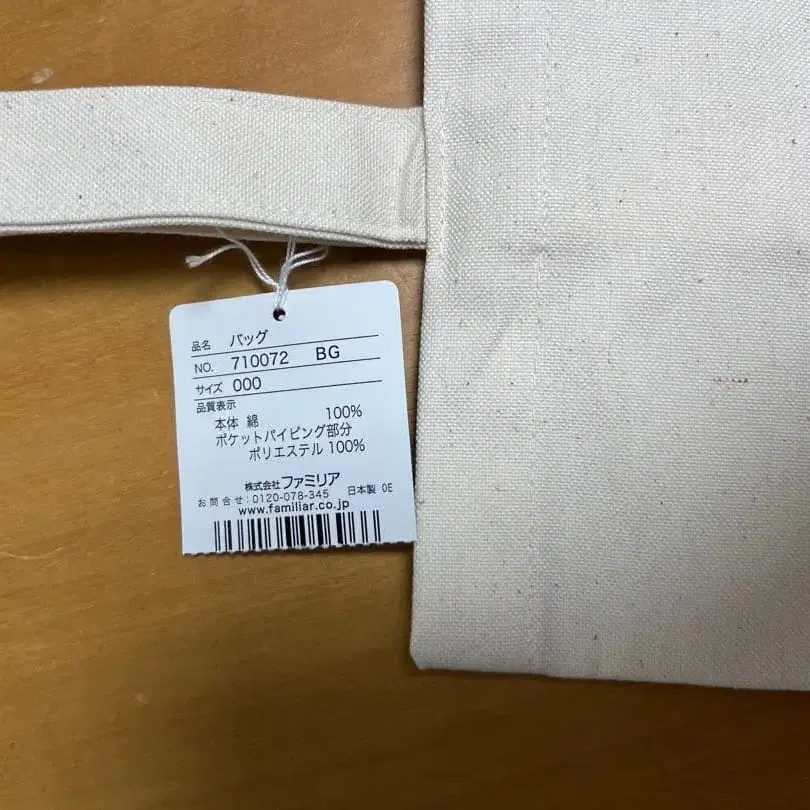 品名 バッグ
NO. 710072 BG
サイズ 000
品質表示
本体 綿 100%
ポケットパイピング部分
ポリエステル 100%
株式会社ファミリア
お問合せ:0120-078-345 日本製 0E
www.familiar.co.jp